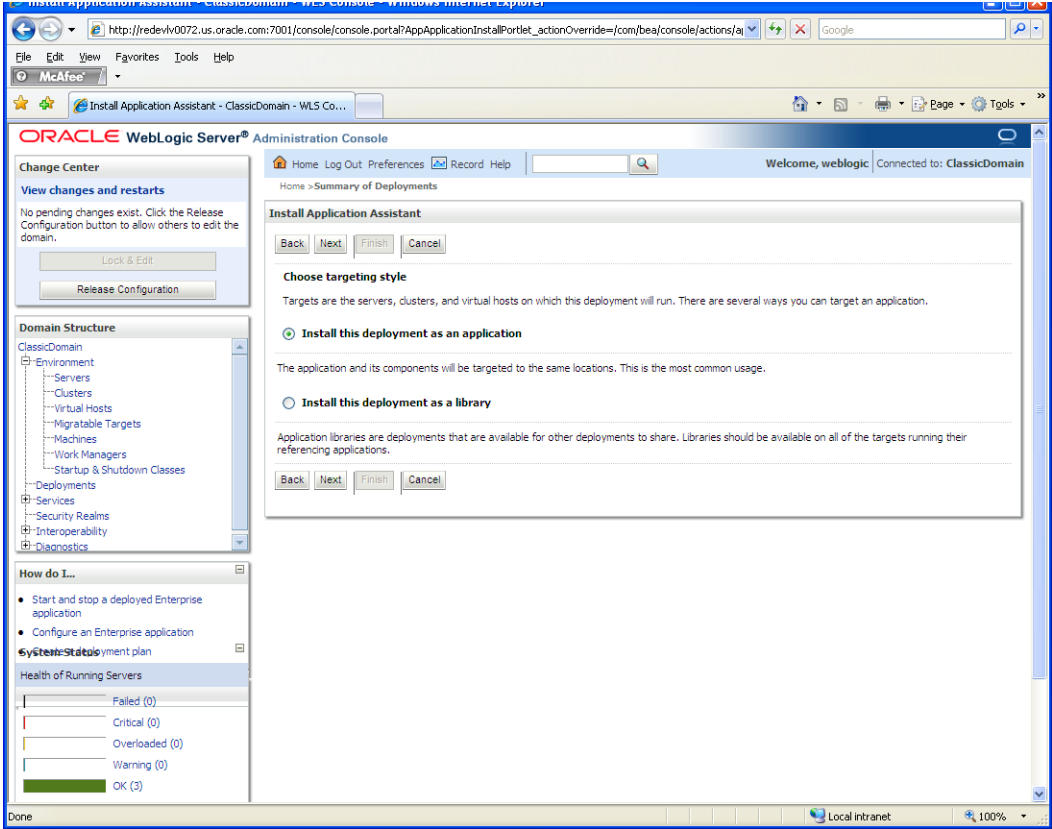 Install Application Assistant - ClassicDomain - WLS Console - Windows Internet Explorer
http://redevlv0072.us.oracle.com:7001/console/console.portal?AppApplicationInstallPortlet_actionOverride=/com/bea/console/actions/a
Google
File Edit View Favorites Tools Help
McAfee
Install Application Assistant - ClassicDomain - WLS Co...
Page Tools »
ORACLE WebLogic Server® Administration Console
Change Center
View changes and restarts
No pending changes exist. Click the Release
Configuration button to allow others to edit the
domain.
Lock & Edit
Release Configuration
Domain Structure
ClassicDomain
Environment
Servers
Clusters
Virtual Hosts
Migratable Targets
Machines
Work Managers
Startup & Shutdown Classes
Deployments
Services
Security Realms
Interoperability
Diagnostics
How do I...
Start and stop a deployed Enterprise
application
Configure an Enterprise application
System Status
Health of Running Servers
Failed (0)
Critical (0)
Overloaded (0)
Warning (0)
OK (3)
Home Log Out Preferences Record Help
Welcome, weblogic Connected to: ClassicDomain
Home >Summary of Deployments
Install Application Assistant
Back Next Finish Cancel
Choose targeting style
Targets are the servers, clusters, and virtual hosts on which this deployment will run. There are several ways you can target an application.
Install this deployment as an application
The application and its components will be targeted to the same locations. This is the most common usage.
Install this deployment as a library
Application libraries are deployments that are available for other deployments to share. Libraries should be available on all of the targets running their
referencing applications.
Back Next Finish Cancel
Done
Local intranet
100%